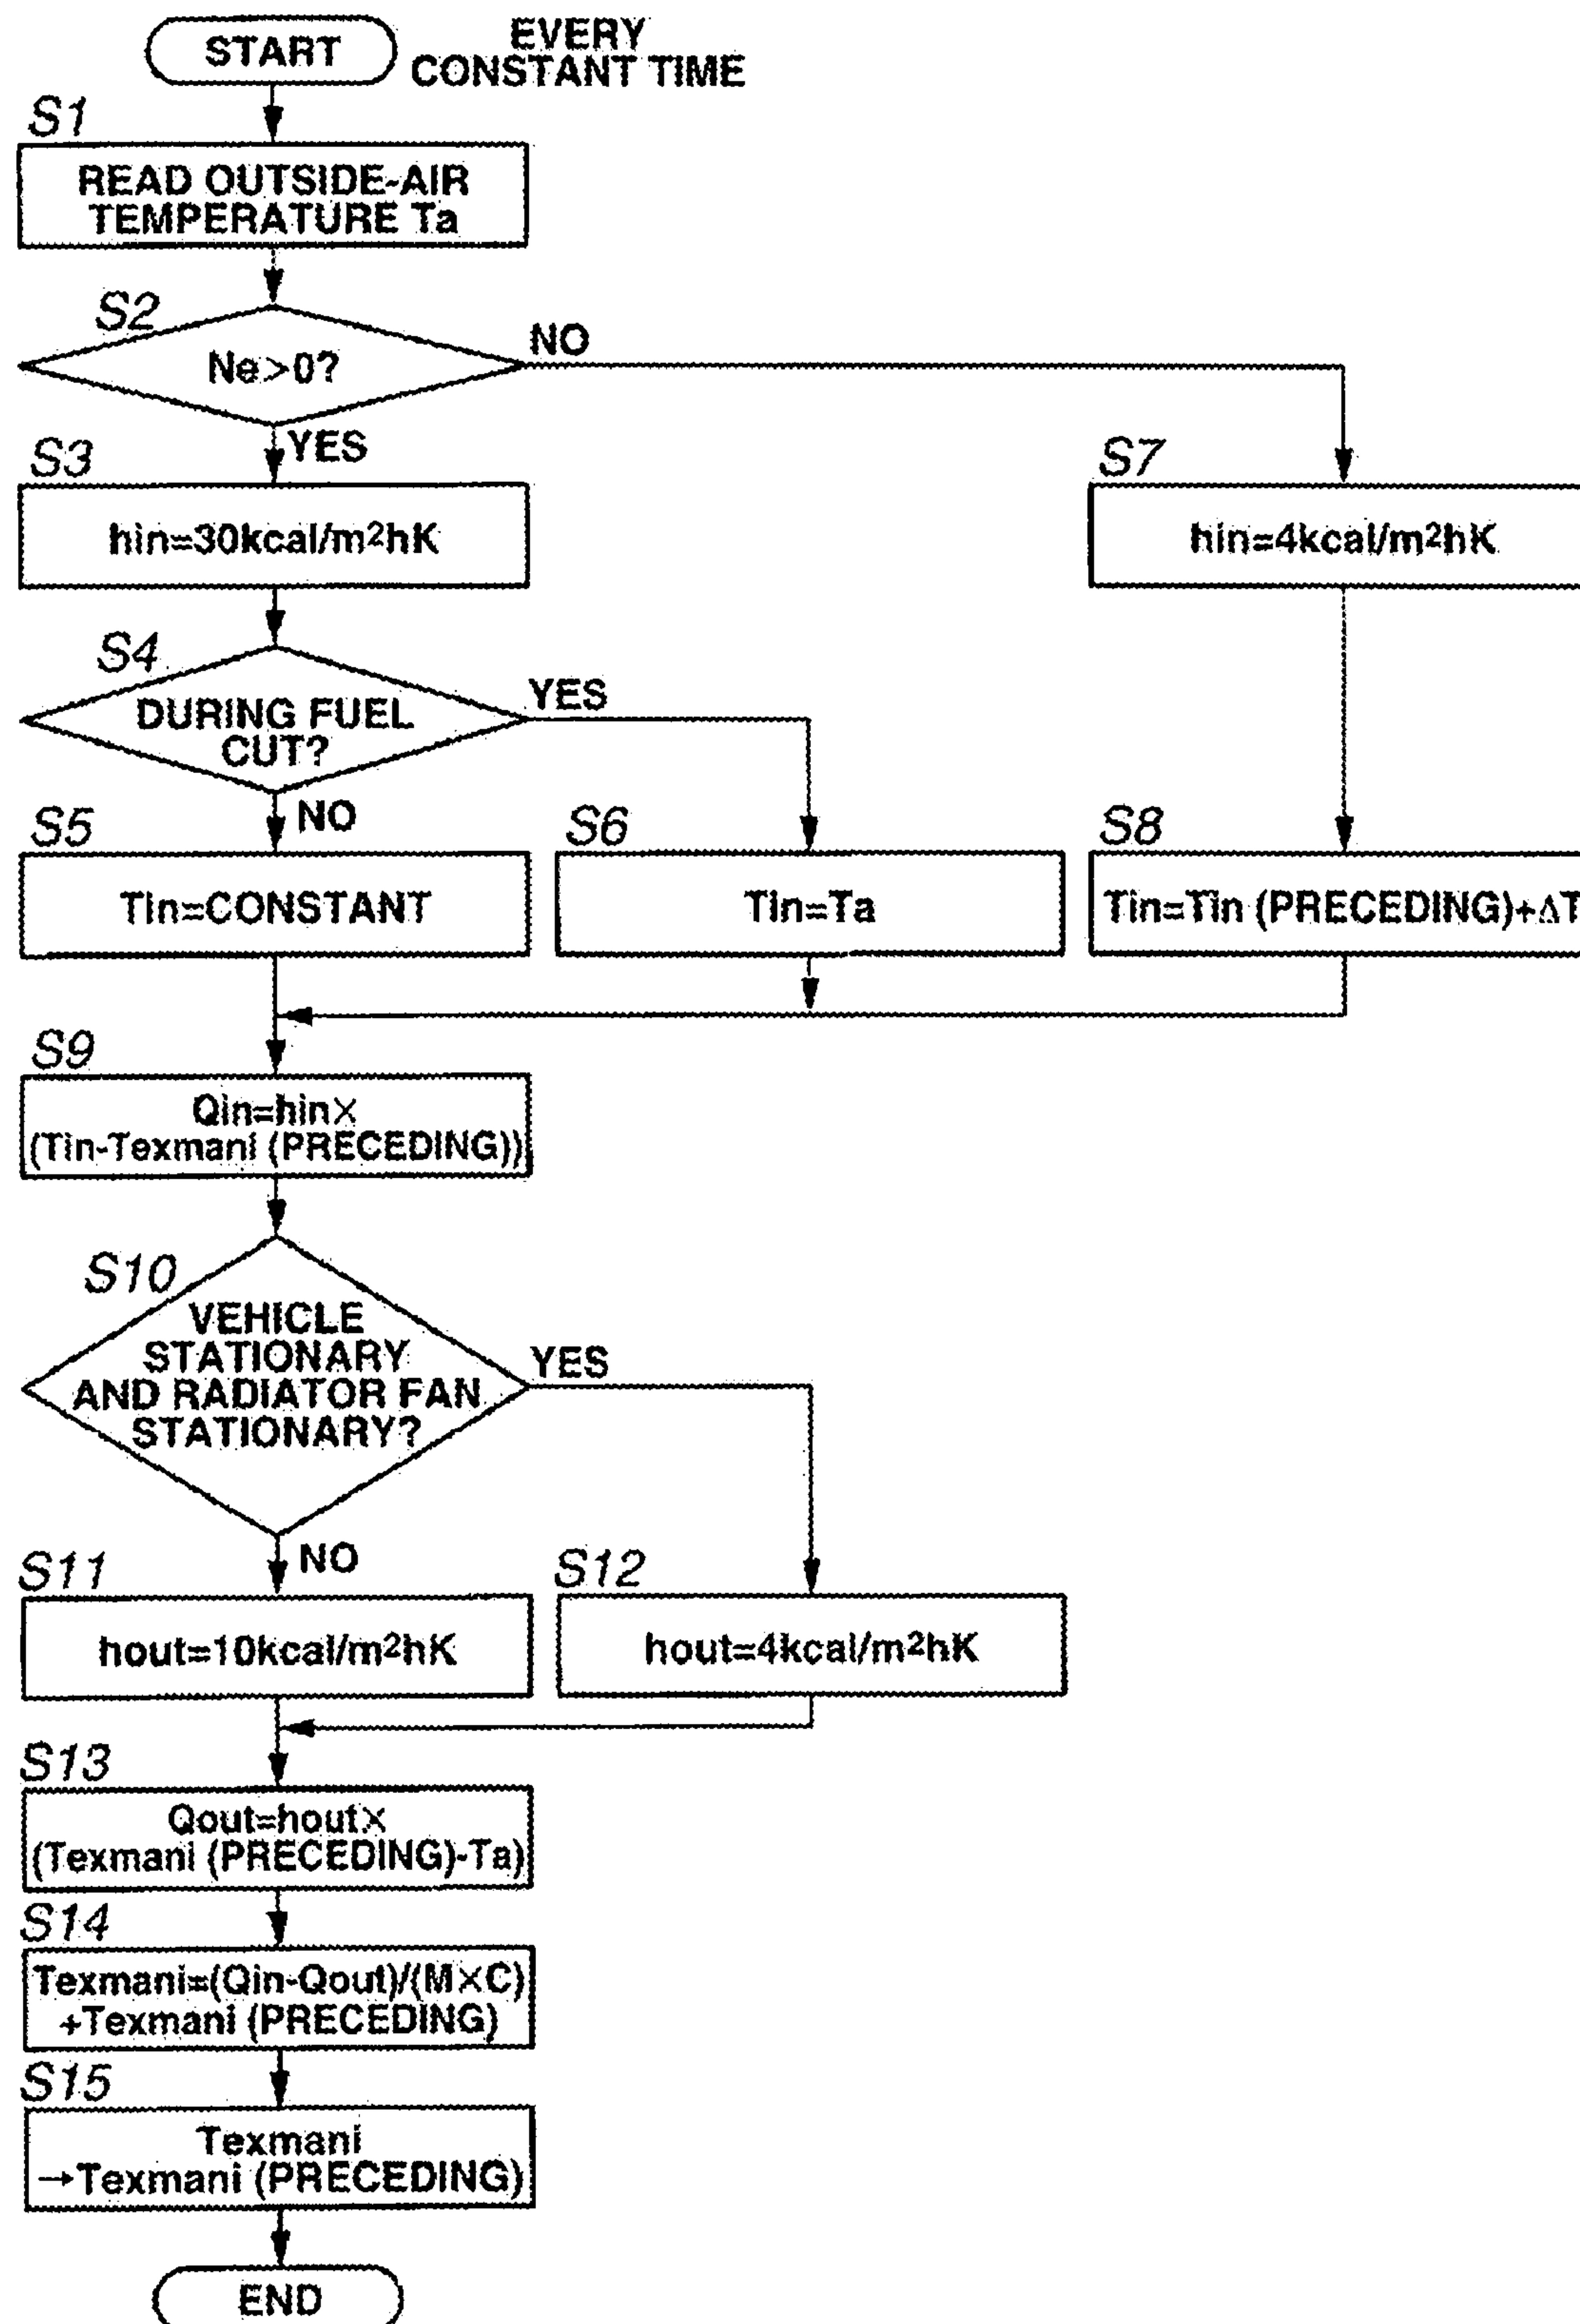 START
EVERY
CONSTANT TIME
S1
READ OUTSIDE-AIR
TEMPERATURE Ta
S2
Ne>0?
NO
YES
S3
hin=30kcal/m²hK
S7
hin=4kcal/m²hK
S4
DURING FUEL
CUT?
YES
NO
S5
Tin=CONSTANT
S6
Tin=Ta
S8
Tin=Tin (PRECEDING)+ΔT
S9
Qin=hin×
(Tin-Texmani (PRECEDING))
S10
VEHICLE
STATIONARY
AND RADIATOR FAN
STATIONARY?
YES
NO
S11
hout=10kcal/m²hK
S12
hout=4kcal/m²hK
S13
Qout=hout×
(Texmani (PRECEDING)-Ta)
S14
Texmani=(Qin-Qout)/(M×C)
+Texmani (PRECEDING)
S15
Texmani
→Texmani (PRECEDING)
END